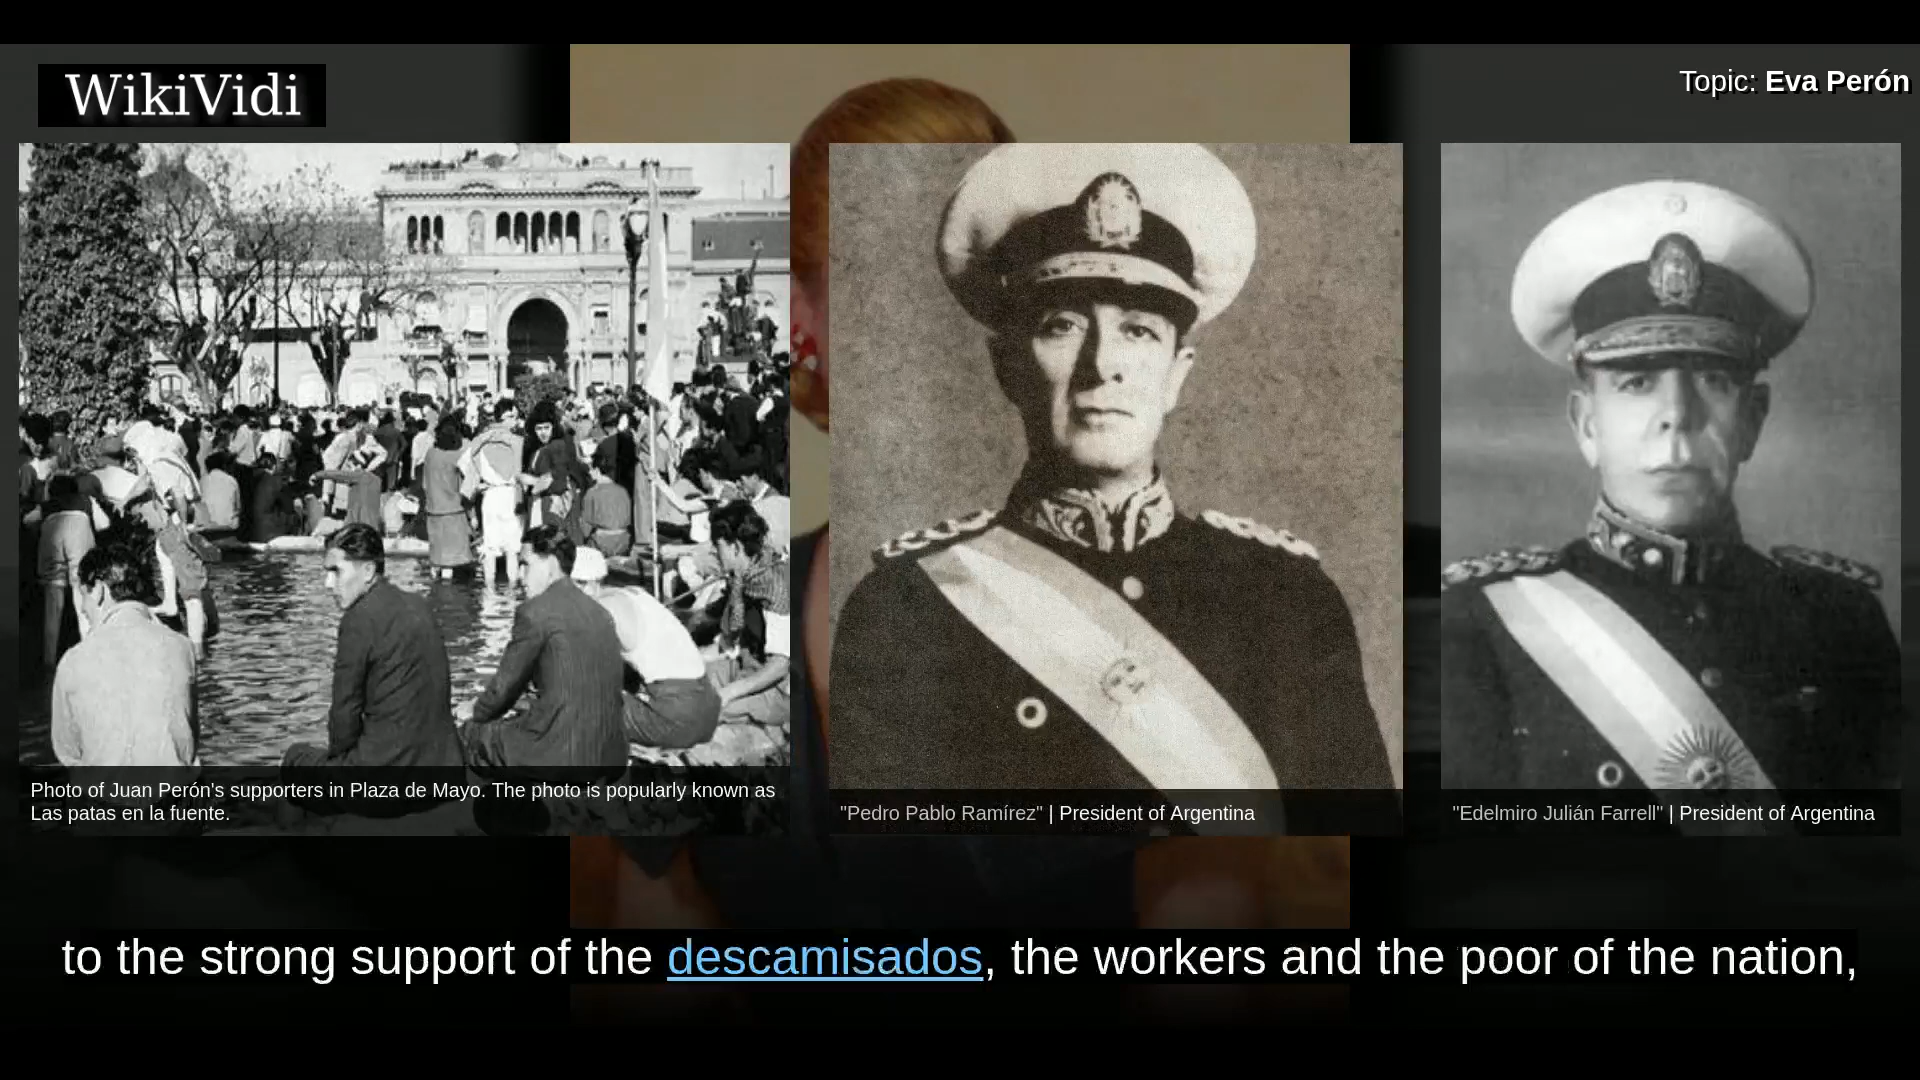 WikiVidi
Topic: Eva Perón
Photo of Juan Perón's supporters in Plaza de Mayo. The photo is popularly known as
Las patas en la fuente.
"Pedro Pablo Ramírez" | President of Argentina
"Edelmiro Julián Farrell" | President of Argentina
to the strong support of the descamisados, the workers and the poor of the nation,